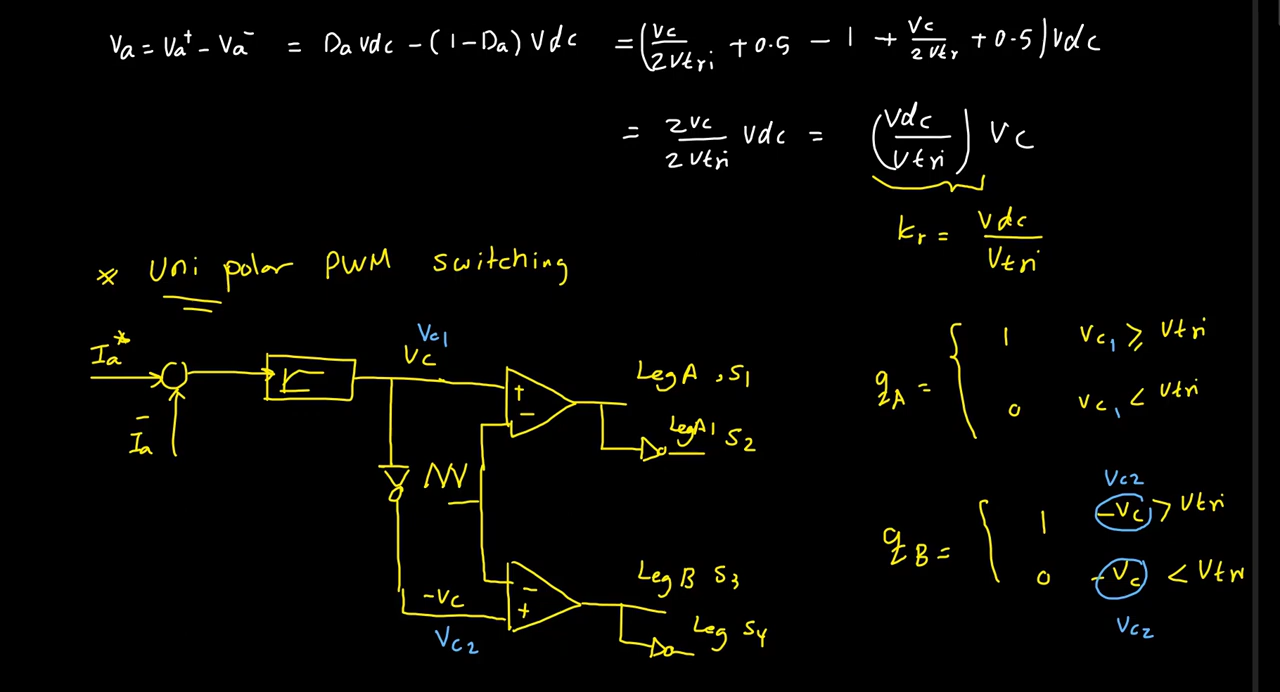 Va = Va⁺ - Va⁻ = Da Vdc - (1 - Da) Vdc = (Vc/2Vtri + 0.5 - 1 + Vc/2Vtr + 0.5) Vdc
= 2Vc/2Vtri Vdc = (Vdc/Vtri) Vc
kr = Vdc/Vtri
* Uni polar PWM switching
Ia*
Ia
Vc1
Vc
+
-
Leg A , S1
Leg A1 S2
-
+
-Vc
Vc2
Leg B S3
Leg S4
qA = { 1 Vc1 ≥ Vtri
0 Vc1 < Vtri
Vc2
qB = { 1 -Vc > Vtri
0 -Vc < Vtri
Vc2